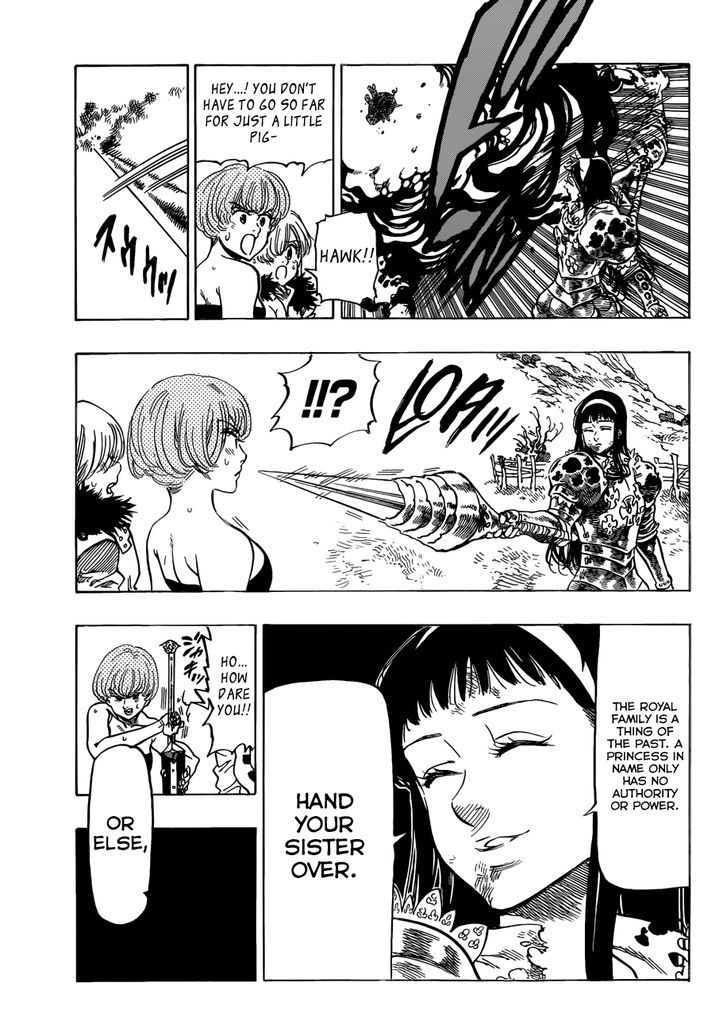 HAWK!!
HEY...! YOU DON'T
HAVE TO GO SO FAR
FOR JUST A LITTLE
PIG-
!!?
THE ROYAL
FAMILY IS A
THING OF
THE PAST. A
PRINCESS IN
NAME ONLY
HAS NO
AUTHORITY
OR POWER.
HAND
YOUR
SISTER
OVER.
HO...
HOW
DARE
YOU!!
OR
ELSE,